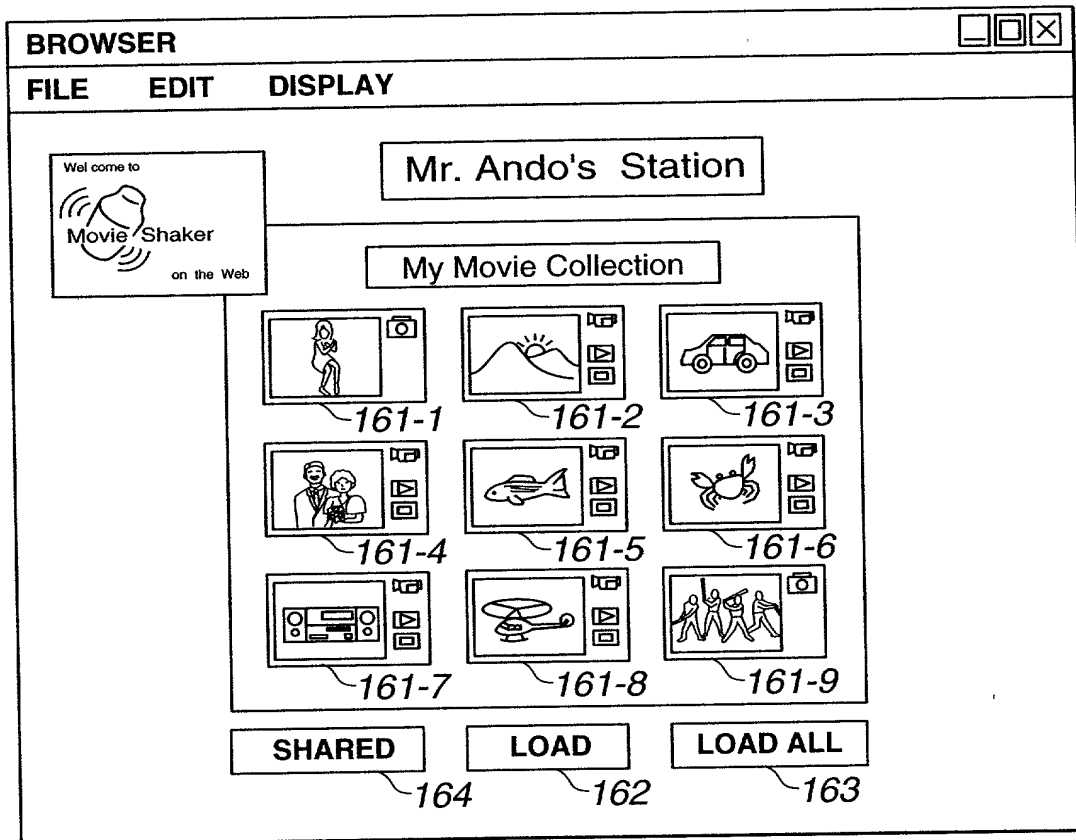 BROWSER
FILE EDIT DISPLAY
Wel come to
Movie Shaker
on the Web
Mr. Ando's Station
My Movie Collection
161-1 161-2 161-3
161-4 161-5 161-6
161-7 161-8 161-9
SHARED LOAD LOAD ALL
164 162 163